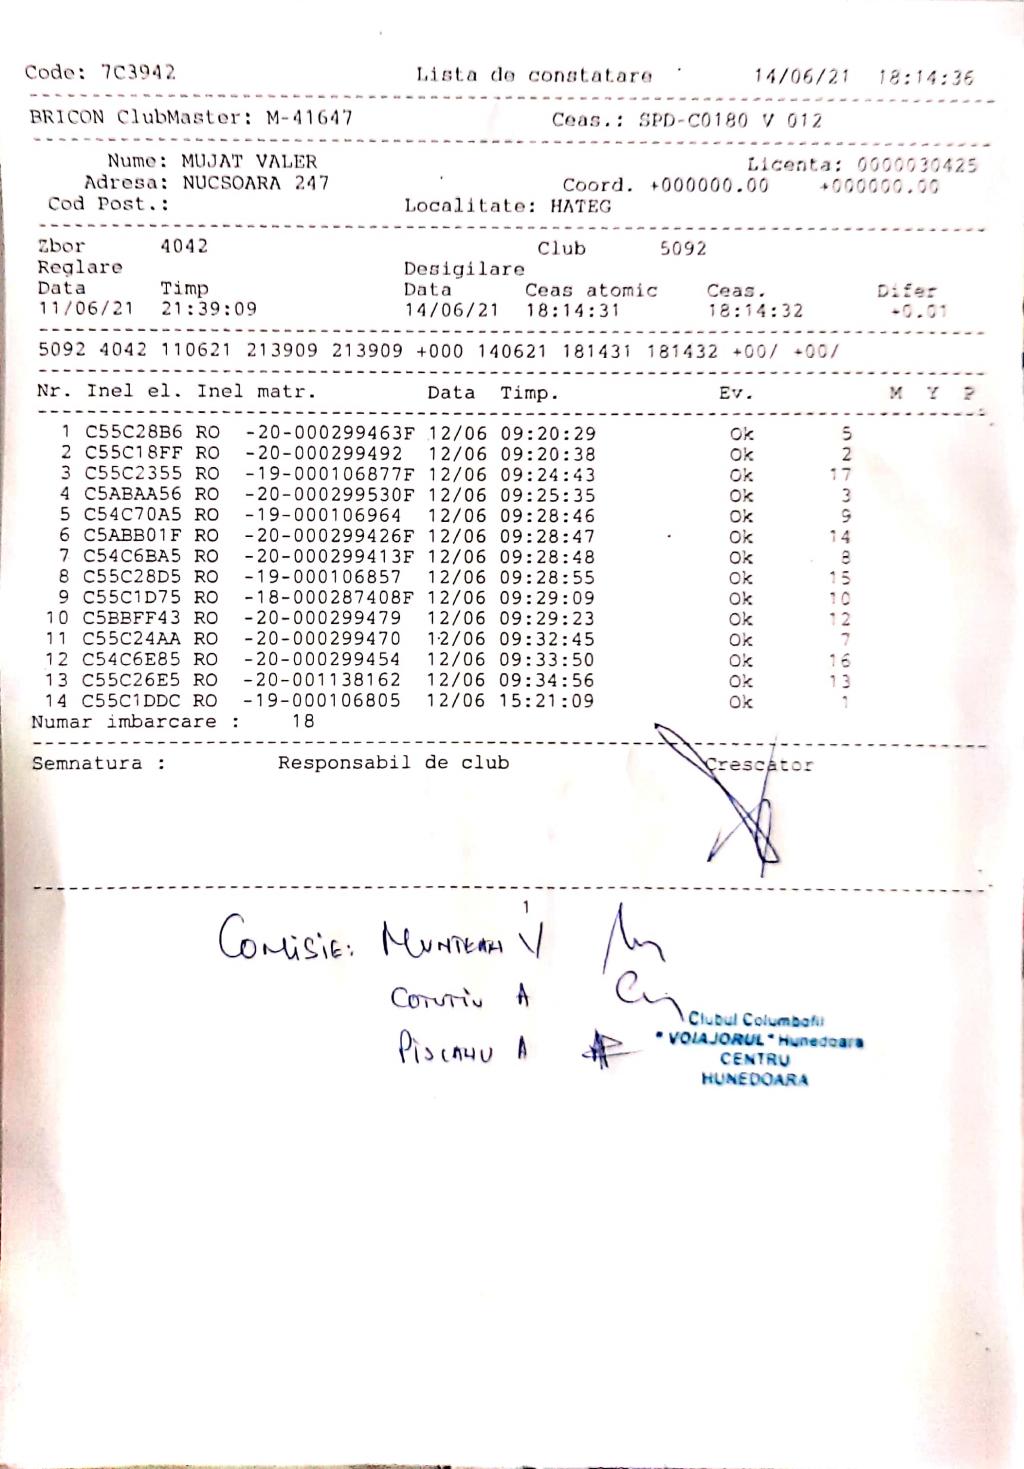 Code: 7C3942 Lista de constatare 14/06/21 18:14:36
BRICON ClubMaster: M-41647 Ceas.: SPD-C0180 V 012
Nume: MUJAT VALER Licenta: 0000030425
Adresa: NUCSOARA 247 Coord. +000000.00 +000000.00
Cod Post.: Localitate: HATEG
Zbor 4042 Club 5092
Reglare Desigilare
Data Timp Data Ceas atomic Ceas. Difer
11/06/21 21:39:09 14/06/21 18:14:31 18:14:32 +0.01
5092 4042 110621 213909 213909 +000 140621 181431 181432 +00/ +00/
Nr. Inel el. Inel matr. Data Timp. Ev. M Y P
1 C55C28B6 RO -20-000299463F 12/06 09:20:29 Ok 5
2 C55C18FF RO -20-000299492 12/06 09:20:38 Ok 2
3 C55C2355 RO -19-000106877F 12/06 09:24:43 Ok 17
4 C5ABAA56 RO -20-000299530F 12/06 09:25:35 Ok 3
5 C54C70A5 RO -19-000106964 12/06 09:28:46 Ok 9
6 C5ABB01F RO -20-000299426F 12/06 09:28:47 Ok 14
7 C54C6BA5 RO -20-000299413F 12/06 09:28:48 Ok 8
8 C55C28D5 RO -19-000106857 12/06 09:28:55 Ok 15
9 C55C1D75 RO -18-000287408F 12/06 09:29:09 Ok 10
10 C5BBFF43 RO -20-000299479 12/06 09:29:23 Ok 12
11 C55C24AA RO -20-000299470 12/06 09:32:45 Ok 7
12 C54C6E85 RO -20-000299454 12/06 09:33:50 Ok 16
13 C55C26E5 RO -20-001138162 12/06 09:34:56 Ok 13
14 C55C1DDC RO -19-000106805 12/06 15:21:09 Ok 1
Numar imbarcare : 18
Semnatura : Responsabil de club Crescator
1
Comisie: Muntean V
A
A
Clubul Columbofil
"VOIAJORUL" Hunedoara
CENTRU
HUNEDOARA